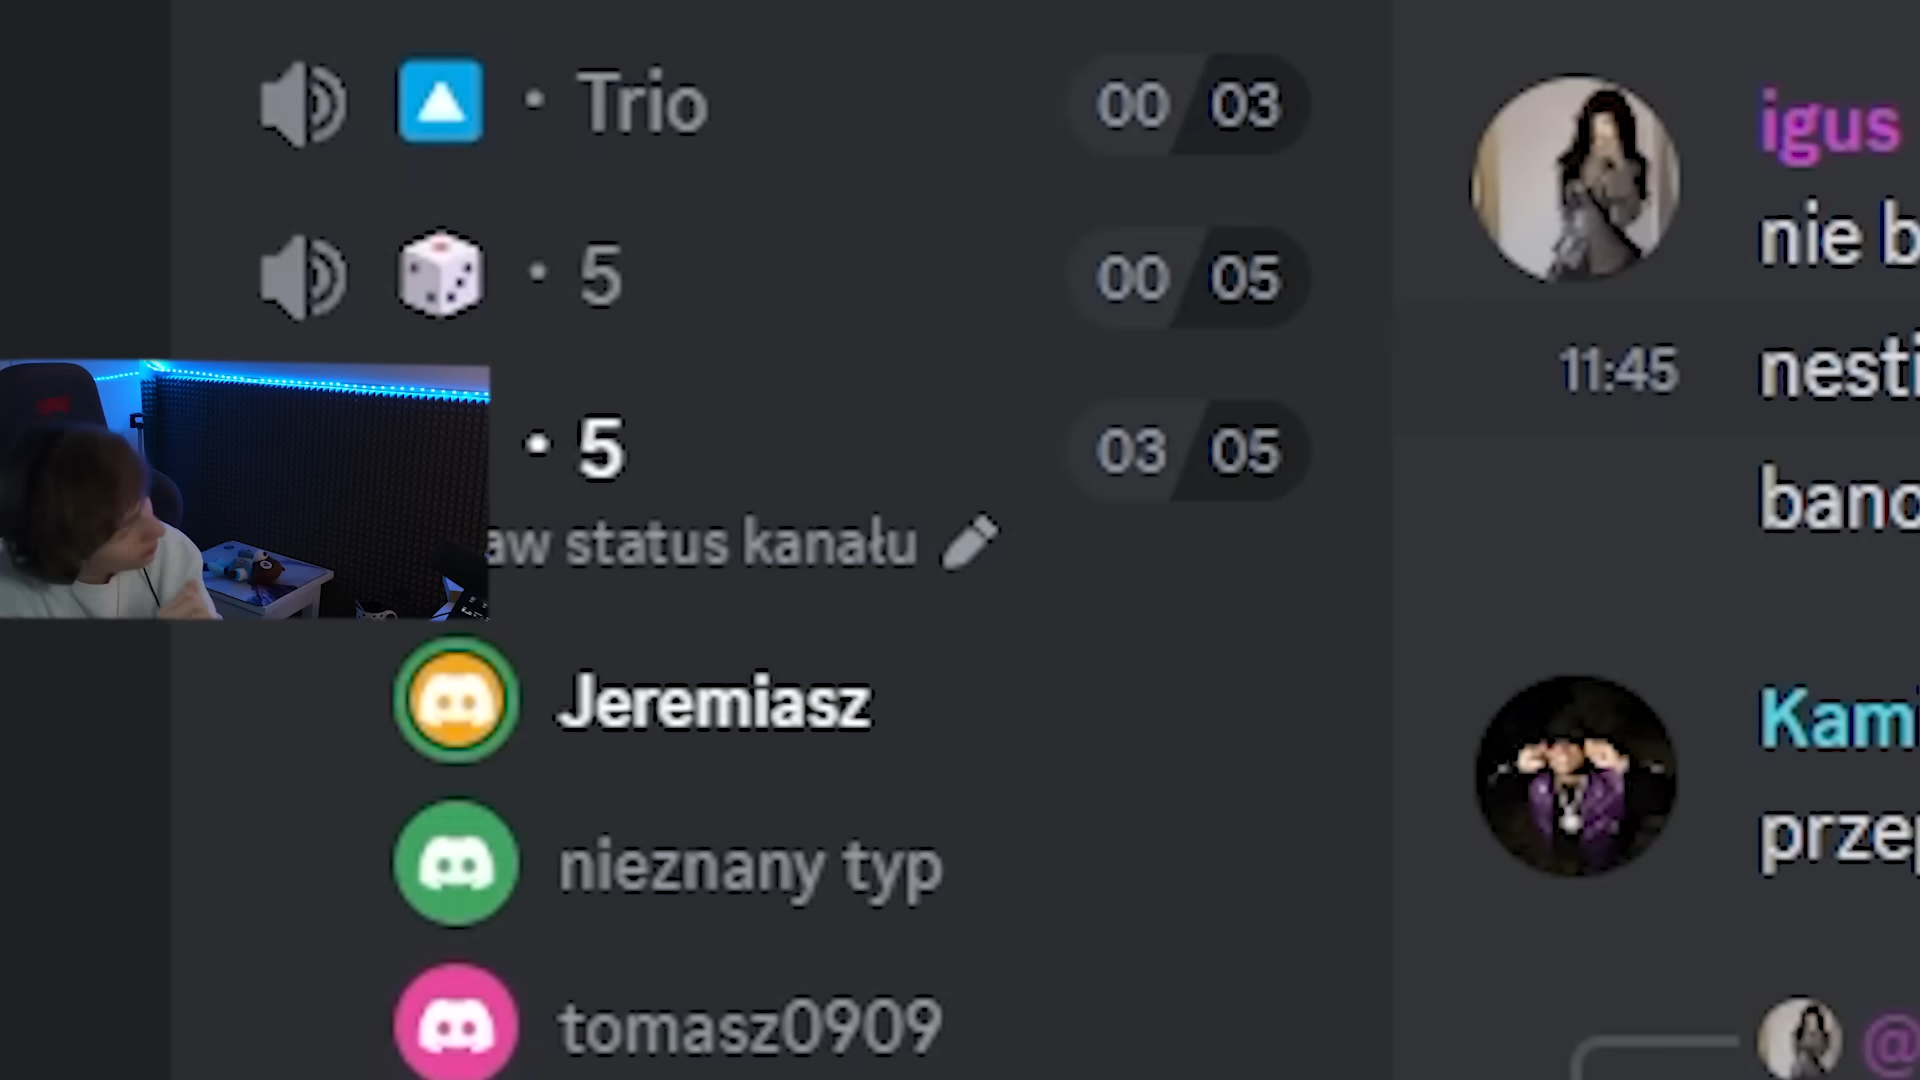 • Trio 00 03
• 5 00 05
• 5 03 05
aw status kanału
Jeremiasz
nieznany typ
tomasz0909
igus
nie b
11:45 nesti
Kam
prze
@